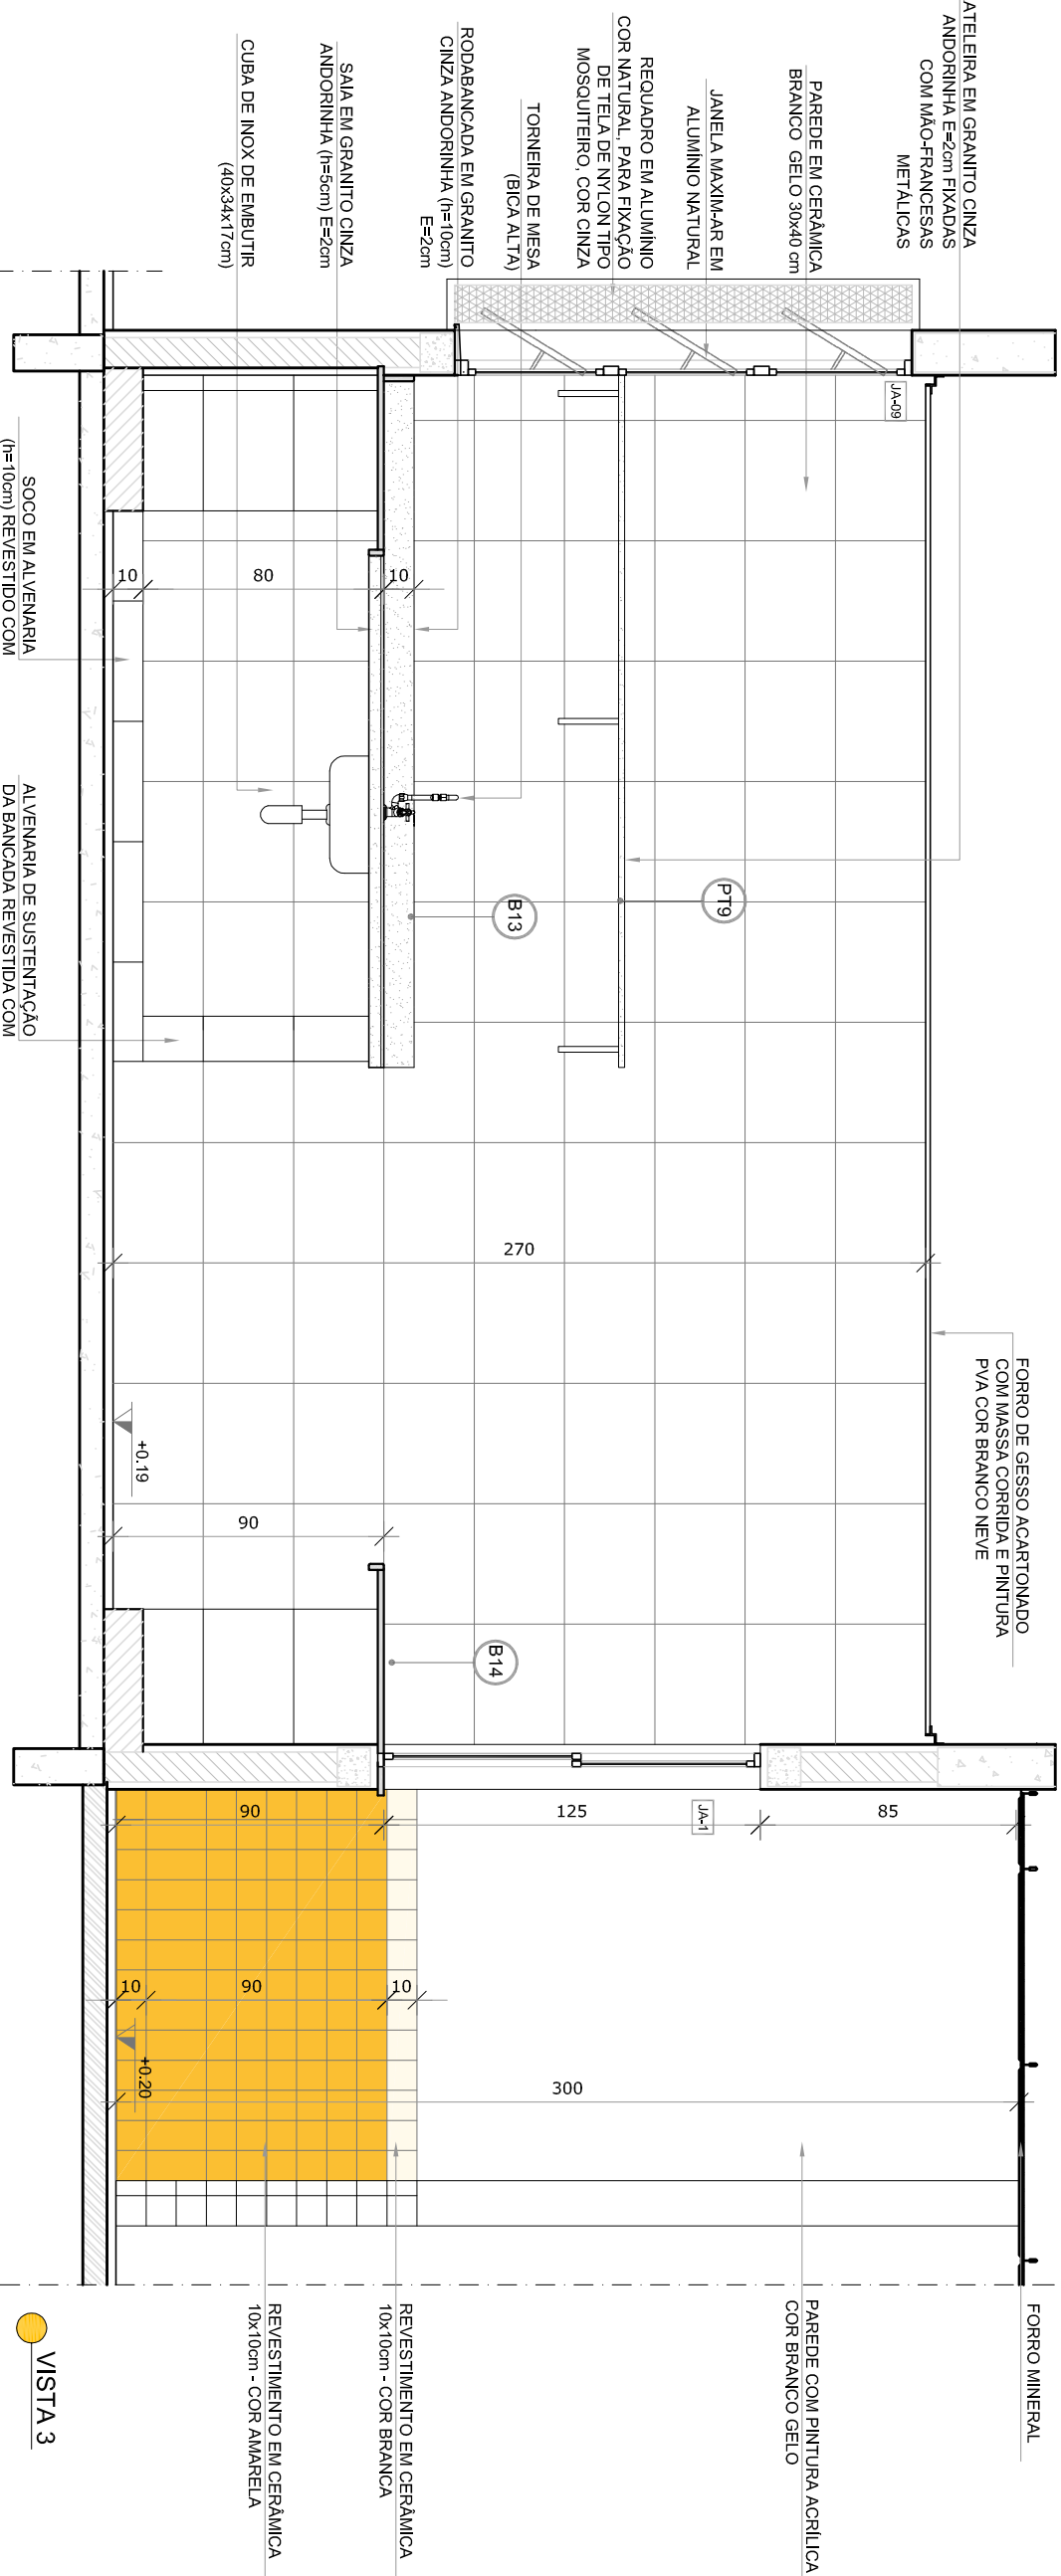 ATELEIRA EM GRANITO CINZA
ANDORINHA E=2cm FIXADAS
COM MÃO-FRANCESAS
METÁLICAS
PAREDE EM CERÂMICA
BRANCO GELO 30x40 cm
JANELA MAXIM-AR EM
ALUMÍNIO NATURAL
REQUADRO EM ALUMÍNIO
COR NATURAL, PARA FIXAÇÃO
DE TELA DE NYLON TIPO
MOSQUITEIRO, COR CINZA
TORNEIRA DE MESA
(BICA ALTA)
RODABANCADA EM GRANITO
CINZA ANDORINHA (h=10cm)
E=2cm
SAIA EM GRANITO CINZA
ANDORINHA (h=5cm) E=2cm
CUBA DE INOX DE EMBUTIR
(40x34x17cm)
SOCO EM ALVENARIA
(h=10cm) REVESTIDO COM
ALVENARIA DE SUSTENTAÇÃO
DA BANCADA REVESTIDA COM
JA-09
10
80
10
PT9
B13
270
FORRO DE GESSO ACARTONADO
COM MASSA CORRIDA E PINTURA
PVA COR BRANCO NEVE
+0.19
90
B14
90
125
85
JA-1
10
90
10
+0.20
300
FORRO MINERAL
PAREDE COM PINTURA ACRÍLICA
COR BRANCO GELO
REVESTIMENTO EM CERÂMICA
10x10cm - COR BRANCA
REVESTIMENTO EM CERÂMICA
10x10cm - COR AMARELA
VISTA 3